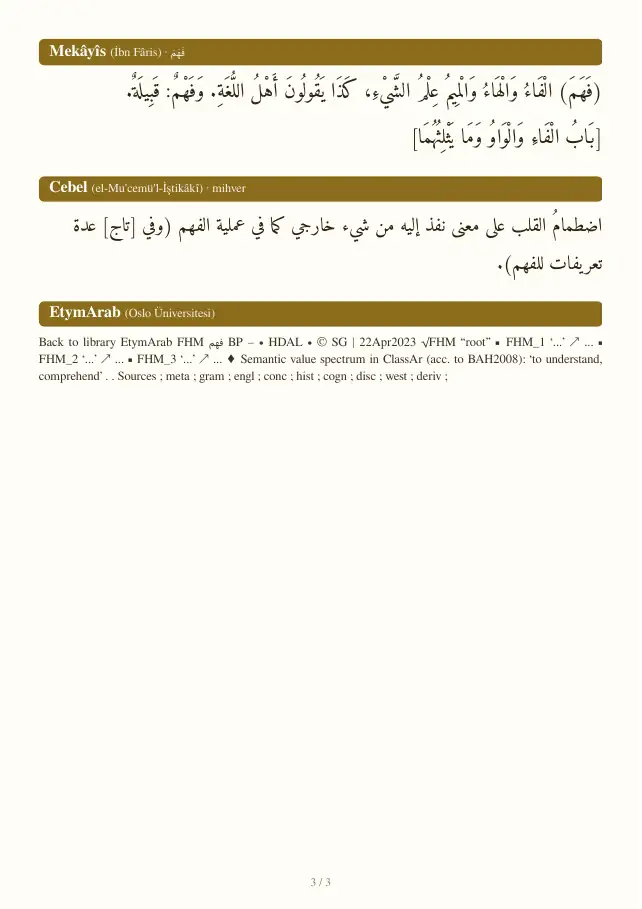 Mekâyîs (İbn Fâris) · فَهَمَ
(فَهَمَ) الْفَاءُ وَالْهَاءُ وَالْمِيمُ عِلْمُ الشَّيْءِ، كَذَا يَقُولُونَ أَهْلُ اللُّغَةِ. وَفَهْمٌ: قَبِيلَةٌ.
[بَابُ الْفَاءِ وَالْوَاوُ وَمَا يَثْلِثُهُمَا]
Cebel (el-Mu'cemü'l-İştikâkî) · mihver
اضطمامُ القلب على معنى نفذ إليه من شيء خارجي كما في عملية الفهم (وفي [تاج] عدة
تعريفات للفهم).
EtymArab (Oslo Üniversitesi)
Back to library EtymArab FHM فهم BP – • HDAL • © SG | 22Apr2023 √FHM “root” ▪ FHM_1 ‘...’ ↗ ... ▪
FHM_2 ‘...’ ↗ ... ▪ FHM_3 ‘...’ ↗ ... ♦ Semantic value spectrum in ClassAr (acc. to BAH2008): ‘to understand,
comprehend’ . . Sources ; meta ; gram ; engl ; conc ; hist ; cogn ; disc ; west ; deriv ;
3 / 3